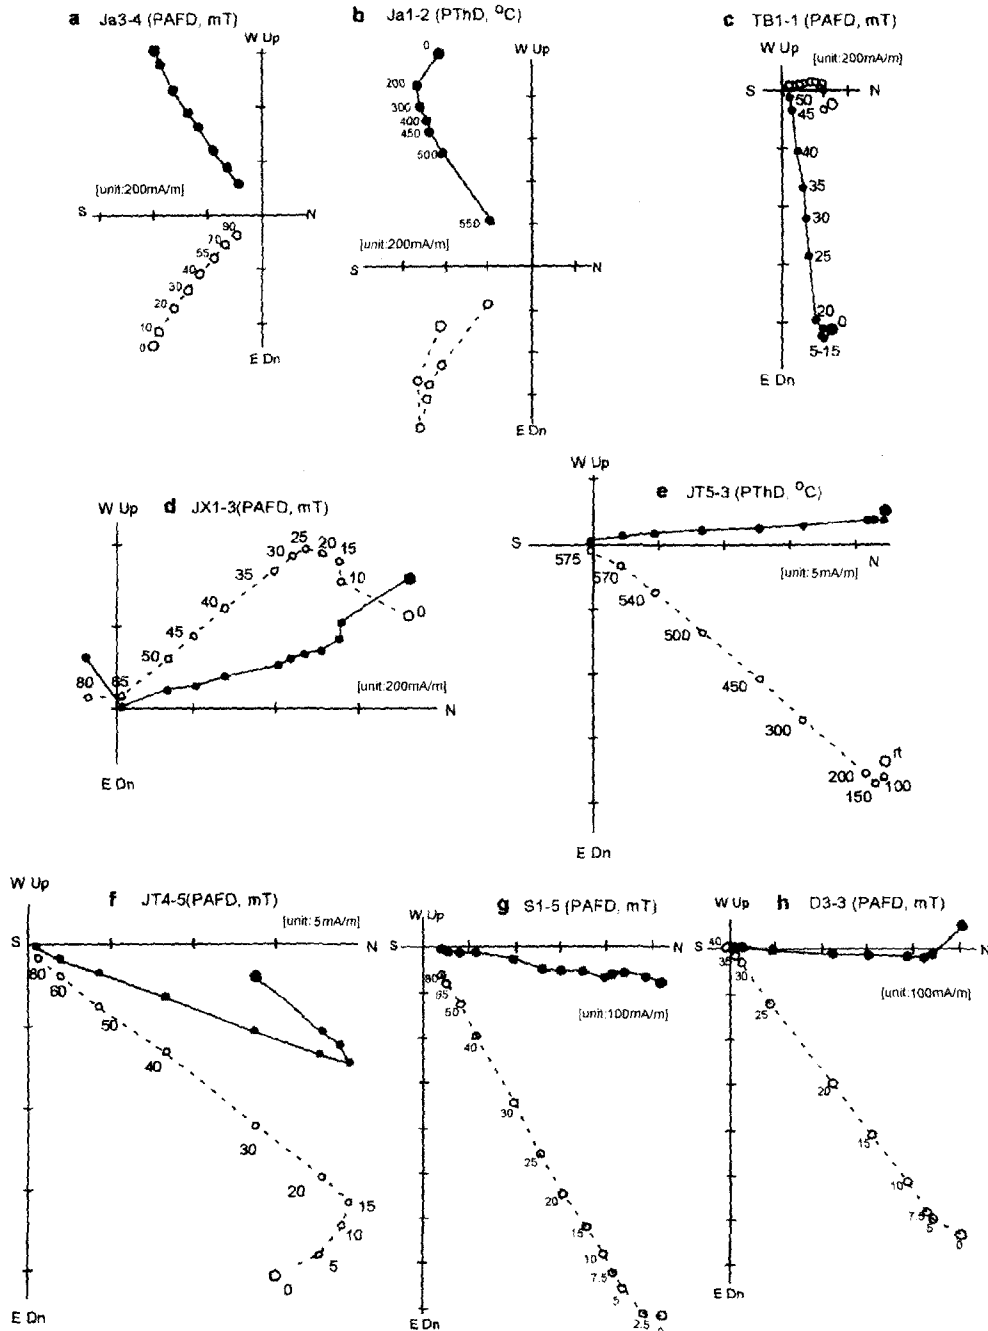 a Ja3-4 (PAFD, mT)
W Up
[unit:200mA/m]
S
N
90
70
55
40
30
20
10
0
E Dn
b Ja1-2 (PThD, °C)
W Up
0
200
300
400
450
500
550
[unit:200mA/m]
S
N
E Dn
c TB1-1 (PAFD, mT)
W Up
[unit:200mA/m]
S
N
50
45
40
35
30
25
20
0
5-15
E Dn
d JX1-3(PAFD, mT)
W Up
25
30
20
15
35
10
40
0
45
50
65
80
[unit:200mA/m]
N
E Dn
e JT5-3 (PThD, °C)
W Up
S
N
[unit:5mA/m]
575
570
540
500
450
300
rt
200
100
150
E Dn
f JT4-5(PAFD, mT)
W Up
[unit:5mA/m]
S
N
80
60
50
40
30
20
15
10
5
0
E Dn
g S1-5 (PAFD, mT)
W Up
S
N
80
65
50
[unit:100mA/m]
40
30
25
20
15
10
7.5
5
2.5
E Dn
h D3-3 (PAFD, mT)
W Up
40
N
35
30
[unit:100mA/m]
25
20
15
10
7.5
5
0
E Dn